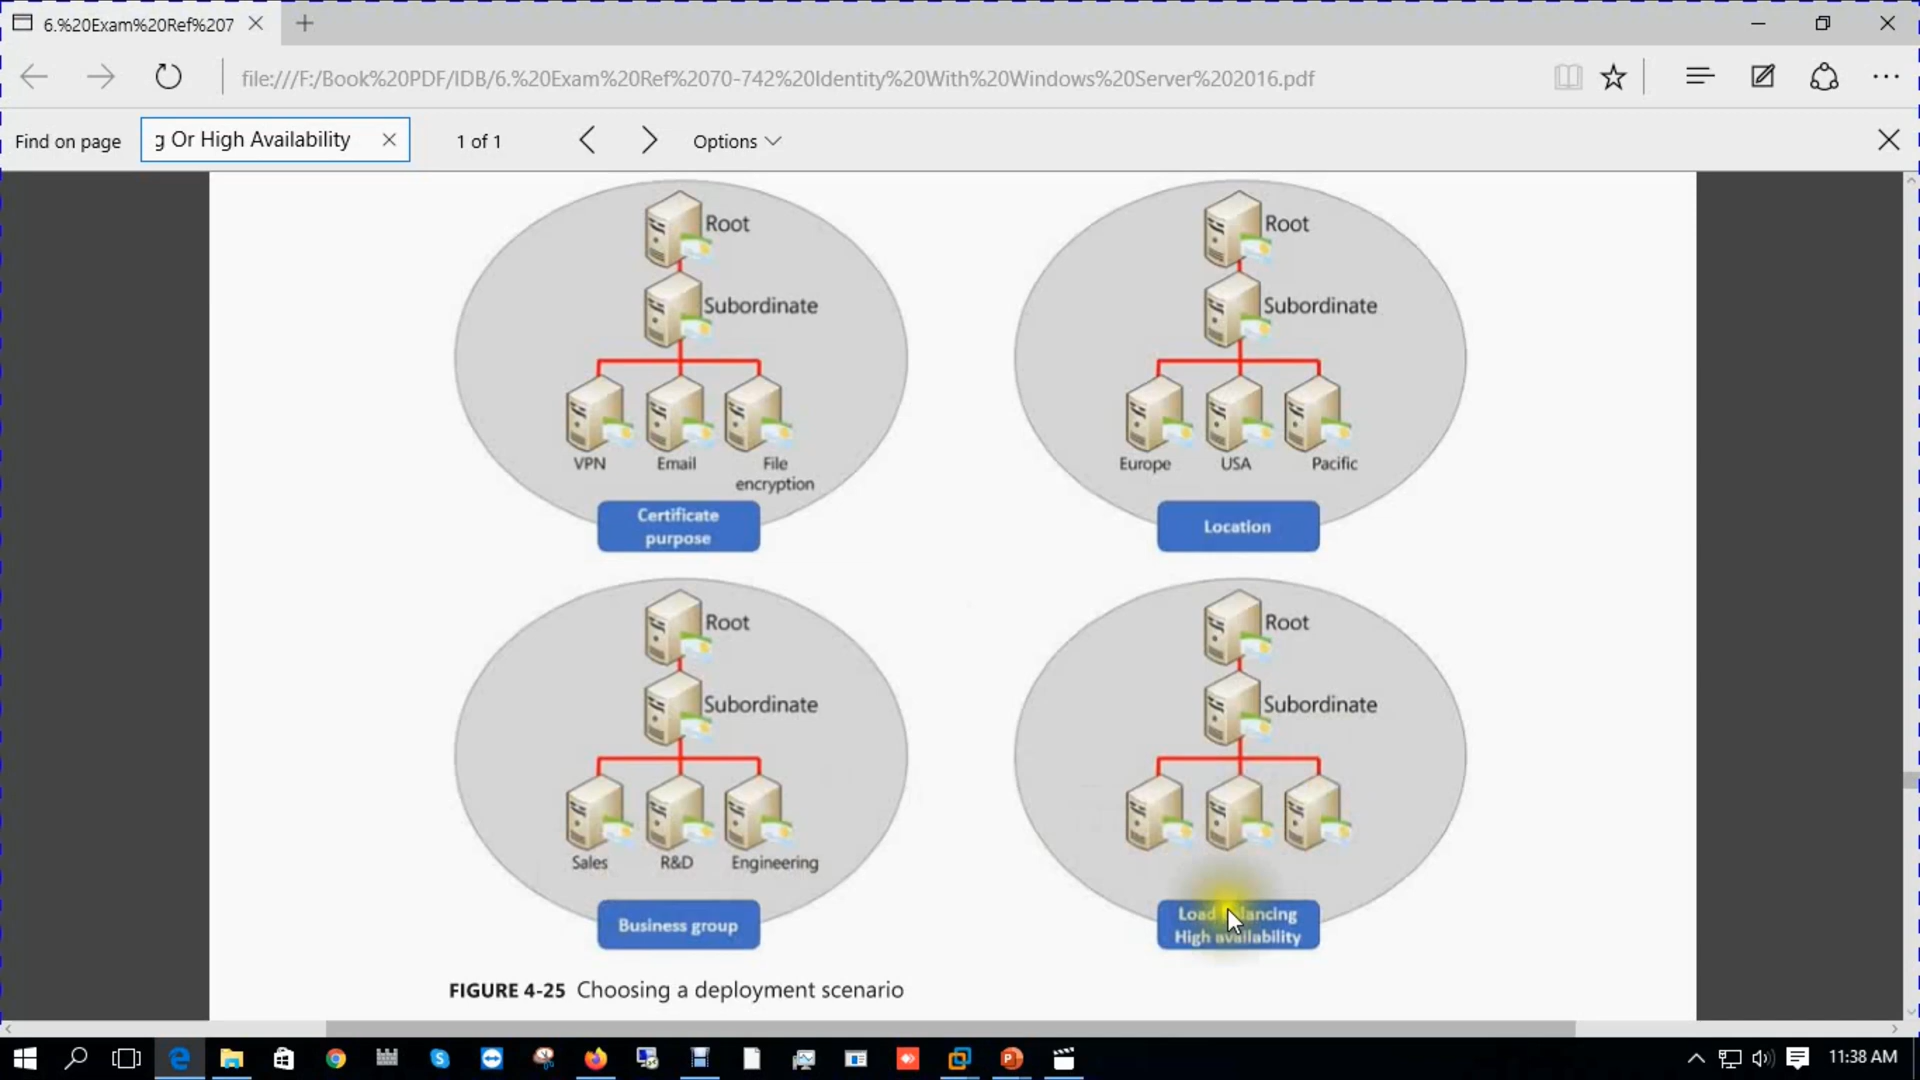 6.%20Exam%20Ref%207
file:///F:/Book%20PDF/IDB/6.%20Exam%20Ref%2070-742%20Identity%20With%20Windows%20Server%202016.pdf
Find on page
g Or High Availability
1 of 1
Options
Root
Subordinate
VPN
Email
File
encryption
Certificate
purpose
Root
Subordinate
Europe
USA
Pacific
Location
Root
Subordinate
Sales
R&D
Engineering
Business group
Root
Subordinate
Load balancing
High availability
FIGURE 4-25 Choosing a deployment scenario
11:38 AM